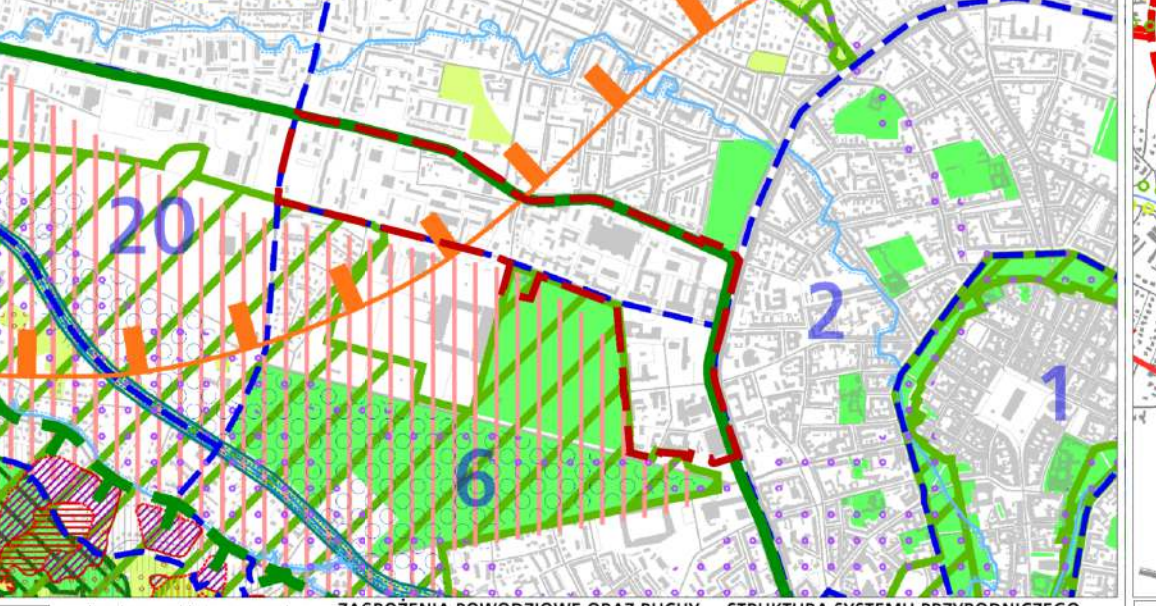 20
2
1
6
ZAGROŻENIA POWODZIOWE ORAZ RUCHY
STRUKTURA SYSTEMU PRZYRODNICZEGO